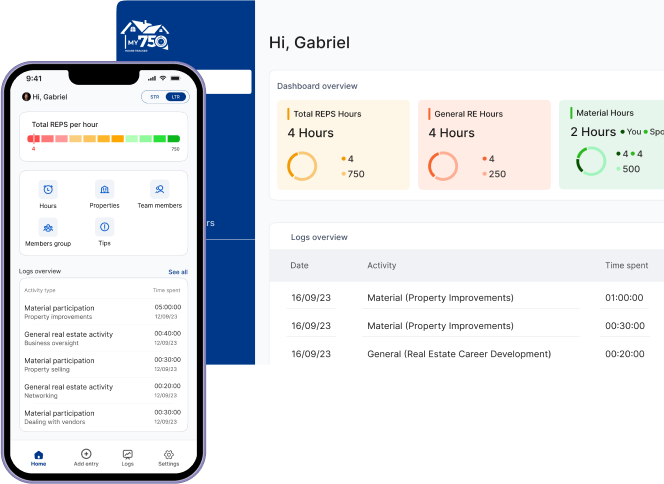 MY750
9:41
Hi, Gabriel
STR
LTR
Total REPS per hour
4
750
Hours
Properties
Team members
Members group
Tips
Logs overview
See all
Activity type
Time spent
Material participation
05:00:00
Property improvements
12/09/23
General real estate activity
00:40:00
Business oversight
12/09/23
Material participation
00:30:00
Property selling
12/09/23
General real estate activity
00:20:00
Networking
12/09/23
Material participation
00:30:00
Dealing with vendors
12/09/23
Home
Add entry
Logs
Settings
rs
Hi, Gabriel
Dashboard overview
Total REPS Hours
4 Hours
4
750
General RE Hours
4 Hours
4
250
Material Hours
2 Hours
You
Spo
4
4
500
Logs overview
Date
Activity
Time spent
16/09/23
Material (Property Improvements)
01:00:00
16/09/23
Material (Property Improvements)
00:30:00
16/09/23
General (Real Estate Career Development)
00:20:00